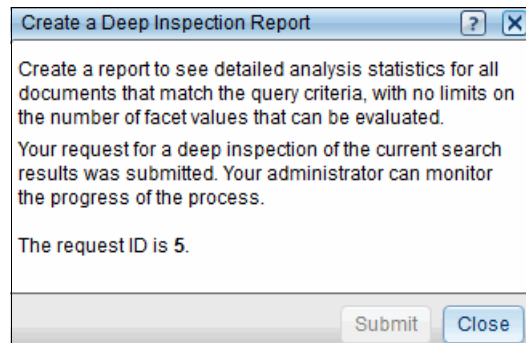 Create a Deep Inspection Report ? X
Create a report to see detailed analysis statistics for all
documents that match the query criteria, with no limits on
the number of facet values that can be evaluated.
Your request for a deep inspection of the current search
results was submitted. Your administrator can monitor
the progress of the process.
The request ID is 5.
Submit Close